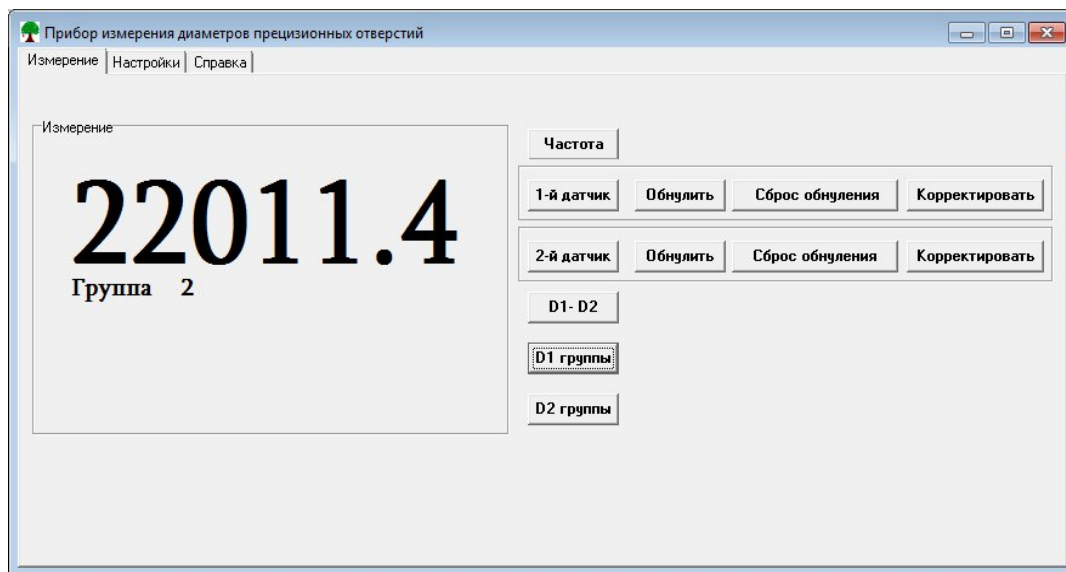 Прибор измерения диаметров прецизионных отверстий
Измерение Настройки Справка
Измерение
22011.4
Группа 2
Частота
1-й датчик Обнулить Сброс обнуления Корректировать
2-й датчик Обнулить Сброс обнуления Корректировать
D1- D2
D1 группы
D2 группы